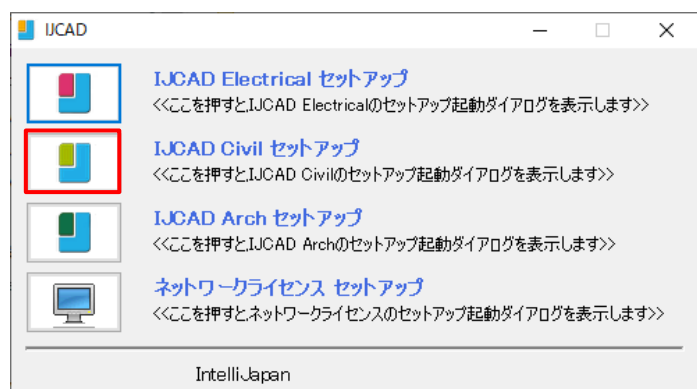 IJCAD
IJCAD Electrical セットアップ
<<ここを押すと,IJCAD Electricalのセットアップ起動ダイアログを表示します>>
IJCAD Civil セットアップ
<<ここを押すと,IJCAD Civilのセットアップ起動ダイアログを表示します>>
IJCAD Arch セットアップ
<<ここを押すと,IJCAD Archのセットアップ起動ダイアログを表示します>>
ネットワークライセンス セットアップ
<<ここを押すと,ネットワークライセンスのセットアップ起動ダイアログを表示します>>
IntelliJapan